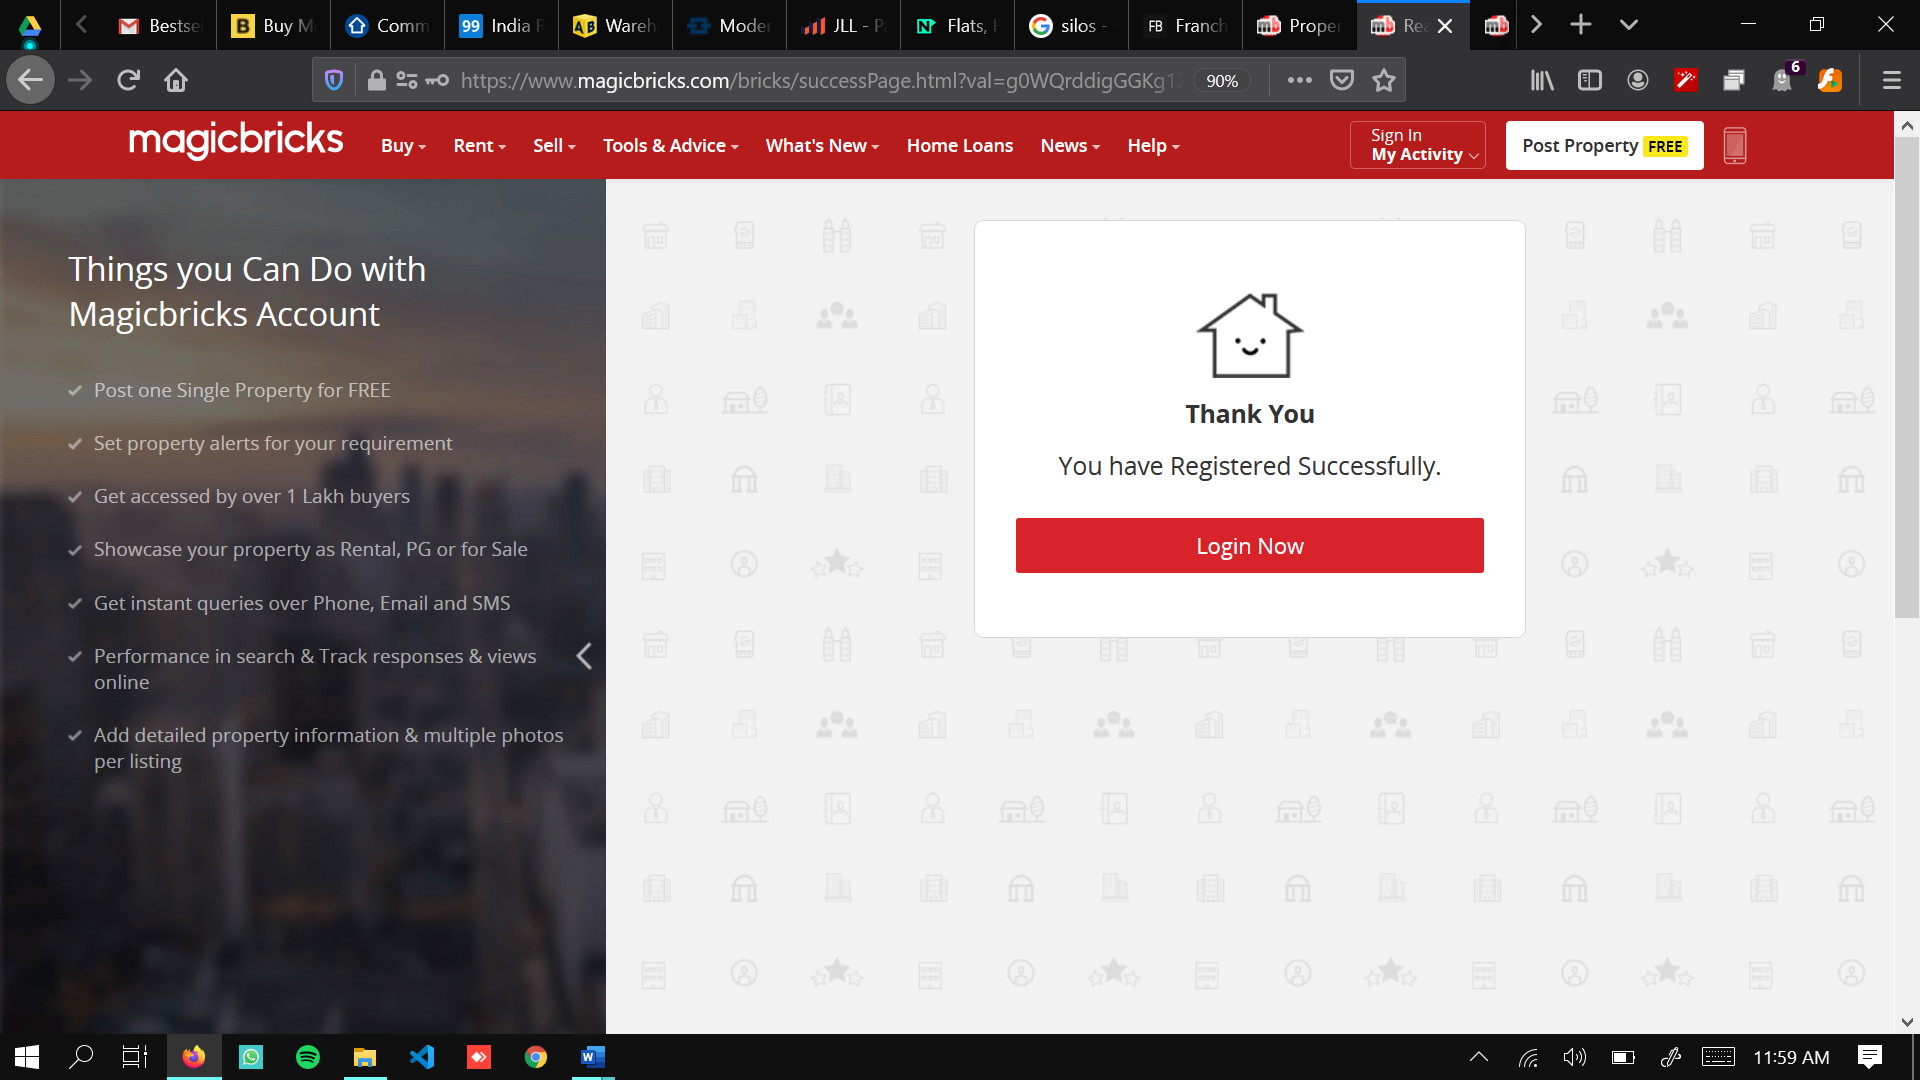 Bestse
Buy M
Comm
99 India R
Wareh
Moder
JLL - P
Flats, H
silos -
FB Franch
Proper
Rea
https://www.magicbricks.com/bricks/successPage.html?val=g0WQrddigGGKg1
90%
6
magicbricks
Buy
Rent
Sell
Tools & Advice
What's New
Home Loans
News
Help
Sign In
My Activity
Post Property FREE
Things you Can Do with
Magicbricks Account
Post one Single Property for FREE
Set property alerts for your requirement
Get accessed by over 1 Lakh buyers
Showcase your property as Rental, PG or for Sale
Get instant queries over Phone, Email and SMS
Performance in search & Track responses & views
online
Add detailed property information & multiple photos
per listing
Thank You
You have Registered Successfully.
Login Now
11:59 AM